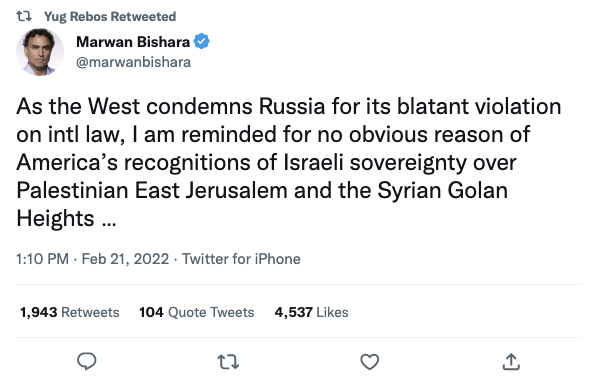 Yug Rebos Retweeted
Marwan Bishara
@marwanbishara
As the West condemns Russia for its blatant violation
on intl law, I am reminded for no obvious reason of
America’s recognitions of Israeli sovereignty over
Palestinian East Jerusalem and the Syrian Golan
Heights ...
1:10 PM · Feb 21, 2022 · Twitter for iPhone
1,943 Retweets 104 Quote Tweets 4,537 Likes